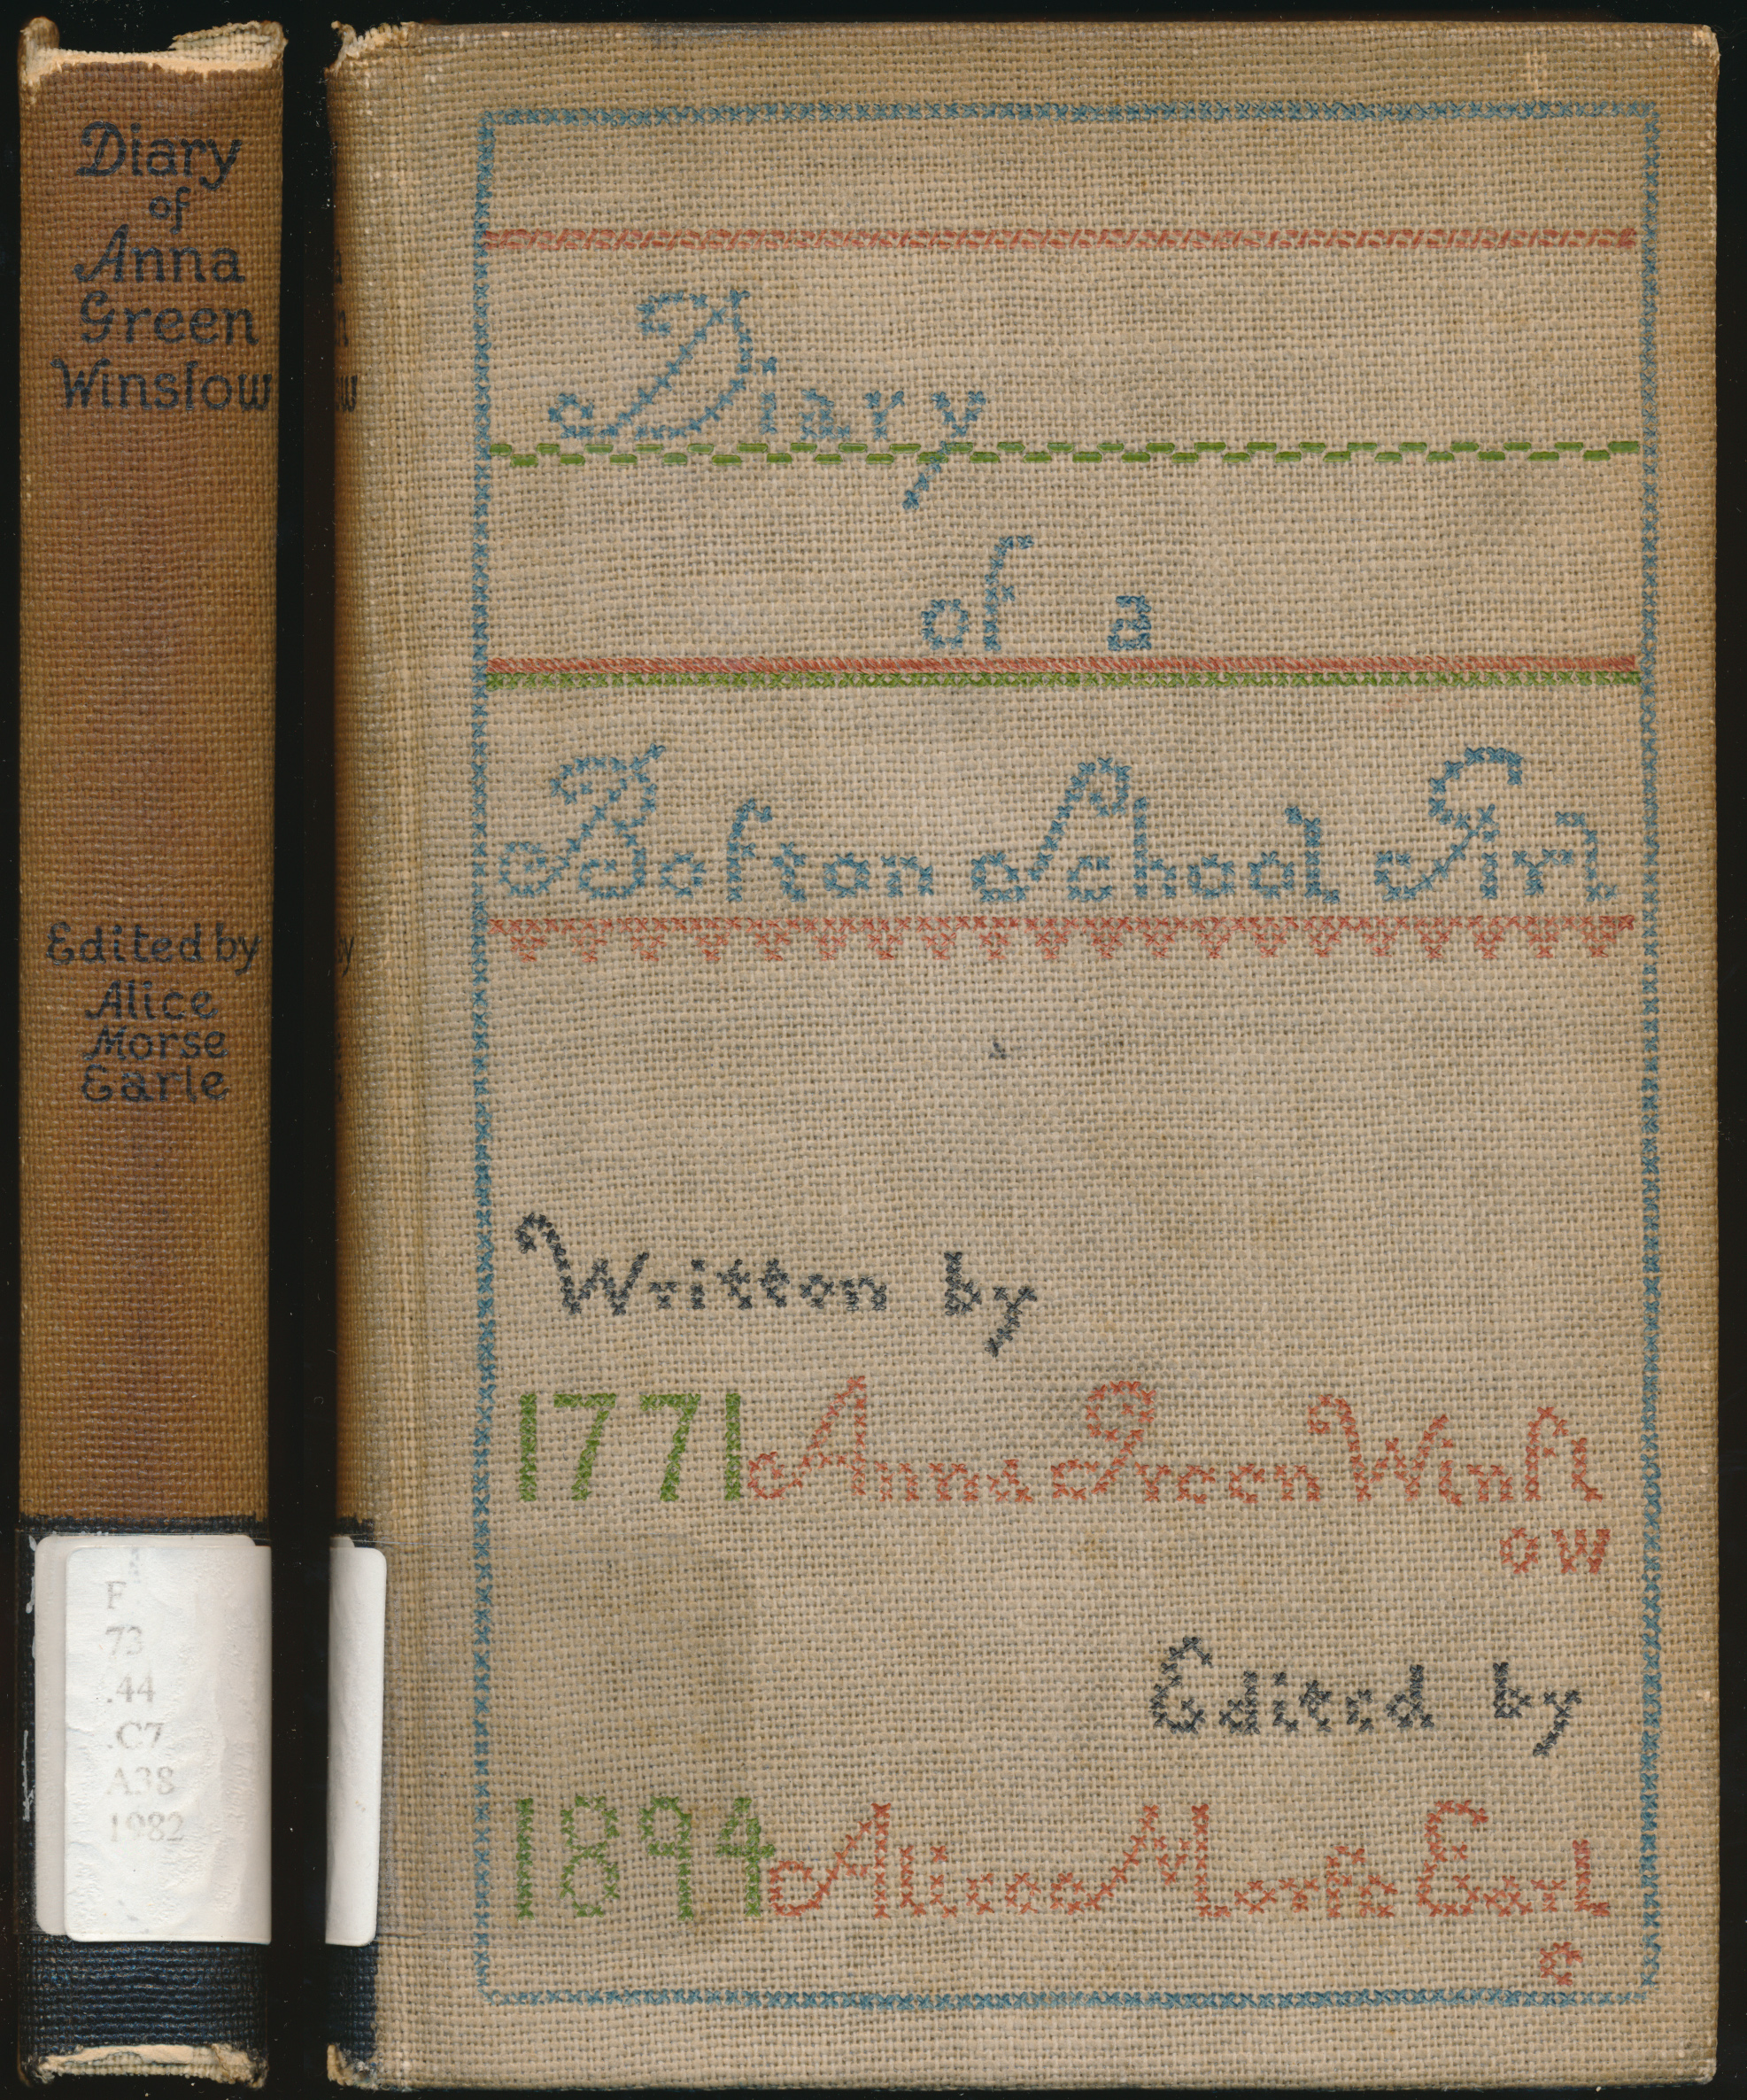 Diary
of
Anna
Green
Winslow
Edited by
Alice
Morse
Earle
F
73
.44
.C7
A38
1982
Diary
of a
Boſton School Girl
Written by
1771 Anna Green Winſl
ow
Edited by
1894 Alice Morſe Earl
e